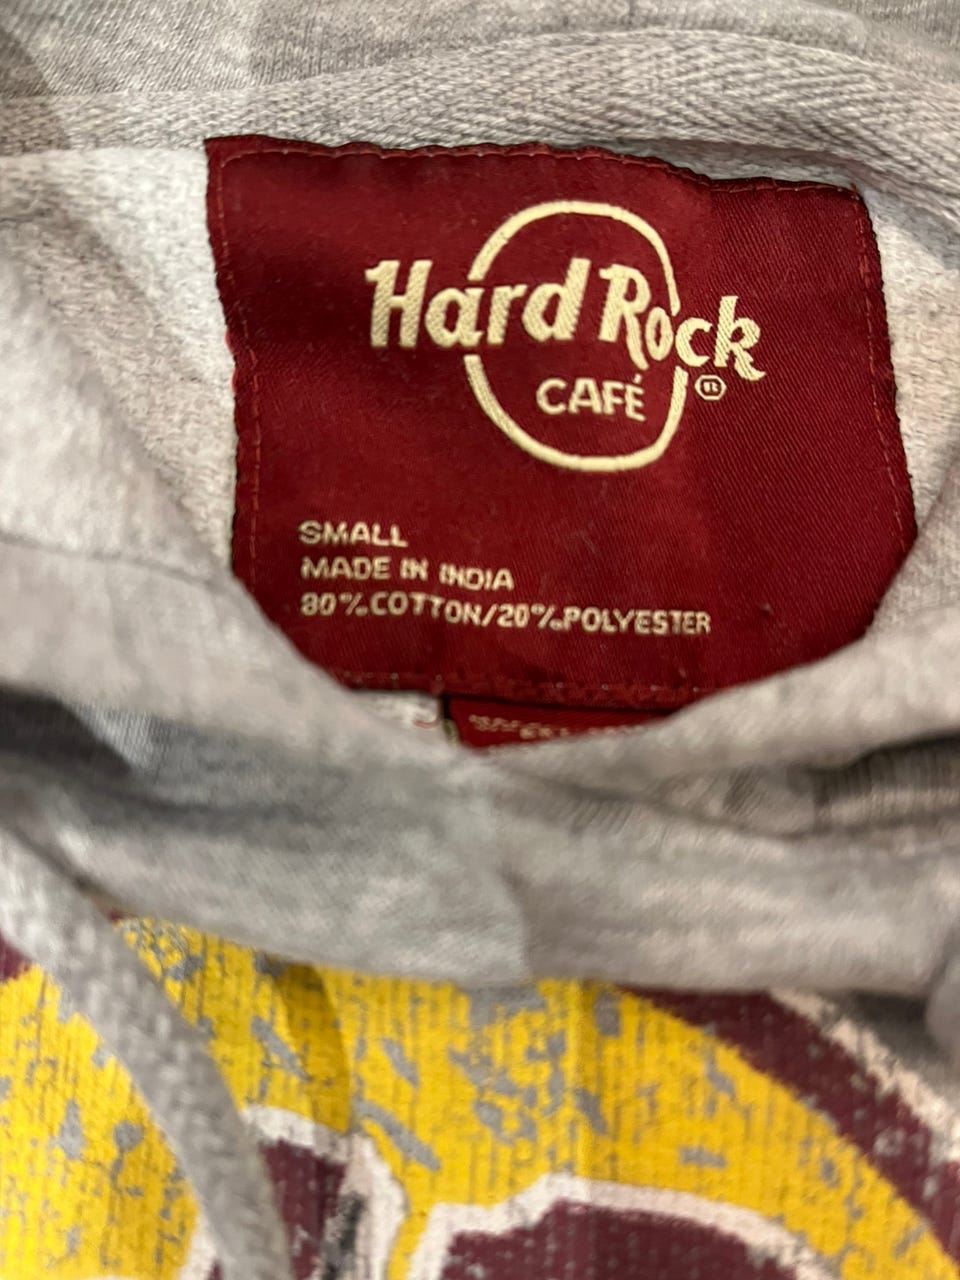 Hard Rock
CAFÉ
®
SMALL
MADE IN INDIA
80% COTTON/20% POLYESTER